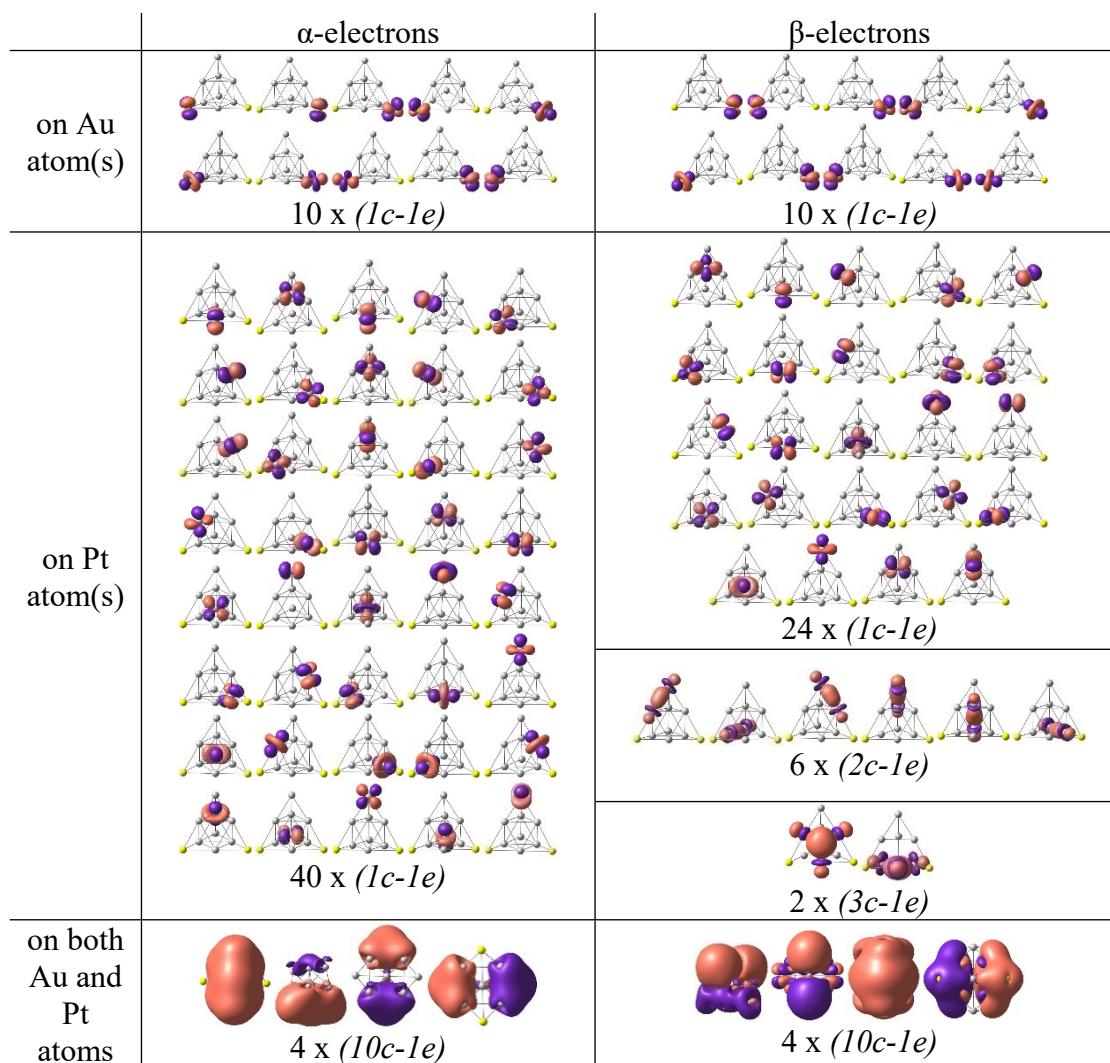 α-electrons
β-electrons
on Au
atom(s)
10 x (1c-1e)
10 x (1c-1e)
on Pt
atom(s)
40 x (1c-1e)
24 x (1c-1e)
6 x (2c-1e)
2 x (3c-1e)
on both
Au and
Pt
atoms
4 x (10c-1e)
4 x (10c-1e)